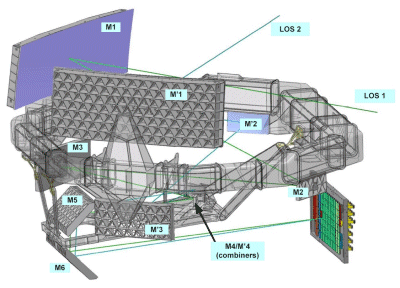 M1
LOS 2
M'1
LOS 1
M'2
M3
M2
M5
M'3
M4/M'4
(combiners)
M6